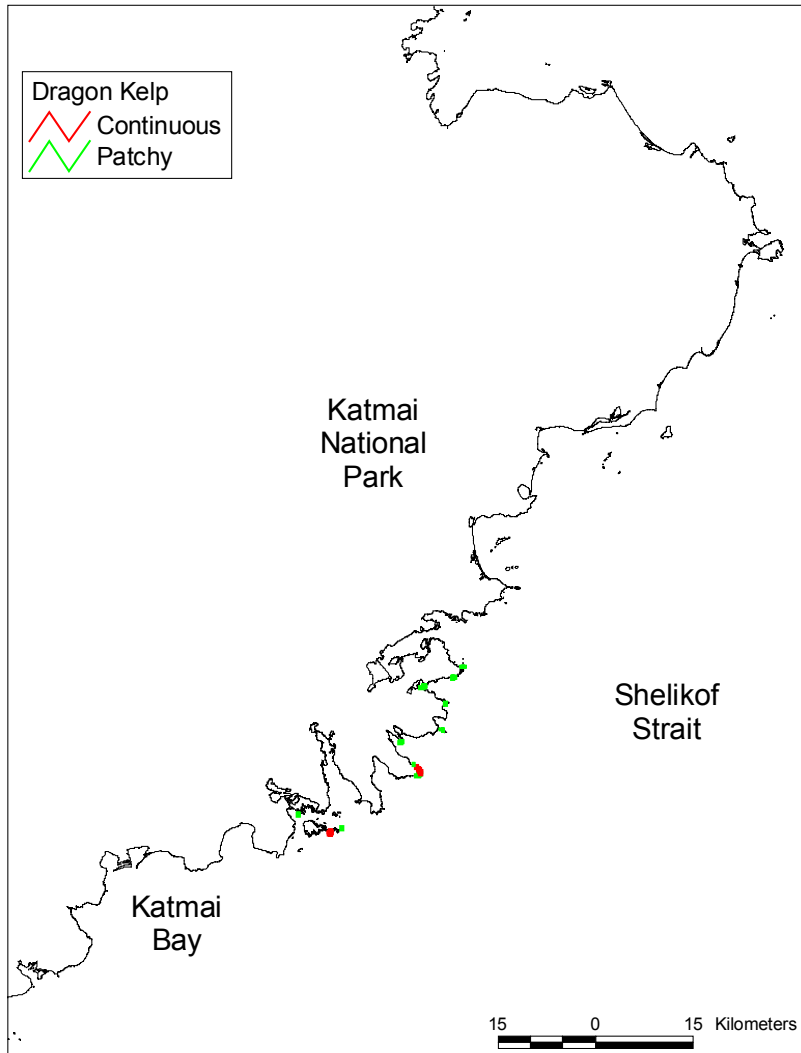 Dragon Kelp
Continuous
Patchy
Katmai
National
Park
Shelikof
Strait
Katmai
Bay
15 0 15 Kilometers